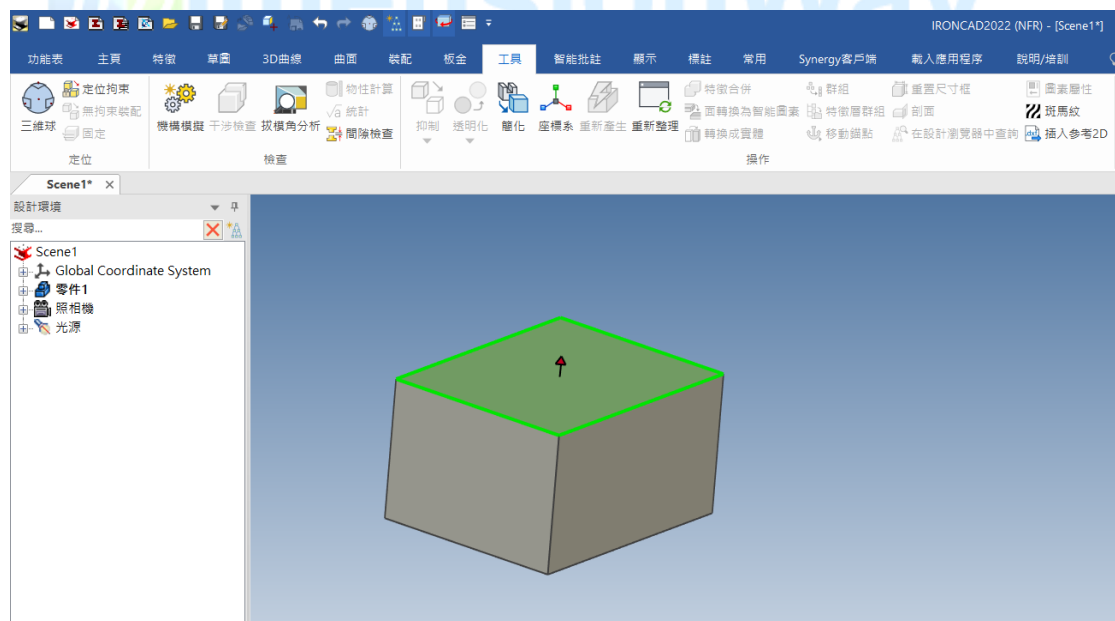 IRONCAD2022 (NFR) - [Scene1*]
功能表 主頁 特徵 草圖 3D曲線 曲面 裝配 板金 工具 智能批註 顯示 標註 常用 Synergy客戶端 載入應用程序 說明/培訓
定位拘束 物性計算 特徵合併 群組 重置尺寸框 圖素屬性
無拘束裝配 統計 面轉換為智能圖素 特徵層群組 剖面 斑馬紋
三維球 固定 機構模擬 干涉檢查 拔模角分析 間隙檢查 抑制 透明化 簡化 座標系 重新產生 重新整理 轉換成實體 移動錨點 在設計瀏覽器中查詢 插入參考2D
定位 檢查 操作
Scene1*
設計環境
搜尋...
Scene1
Global Coordinate System
零件1
照相機
光源